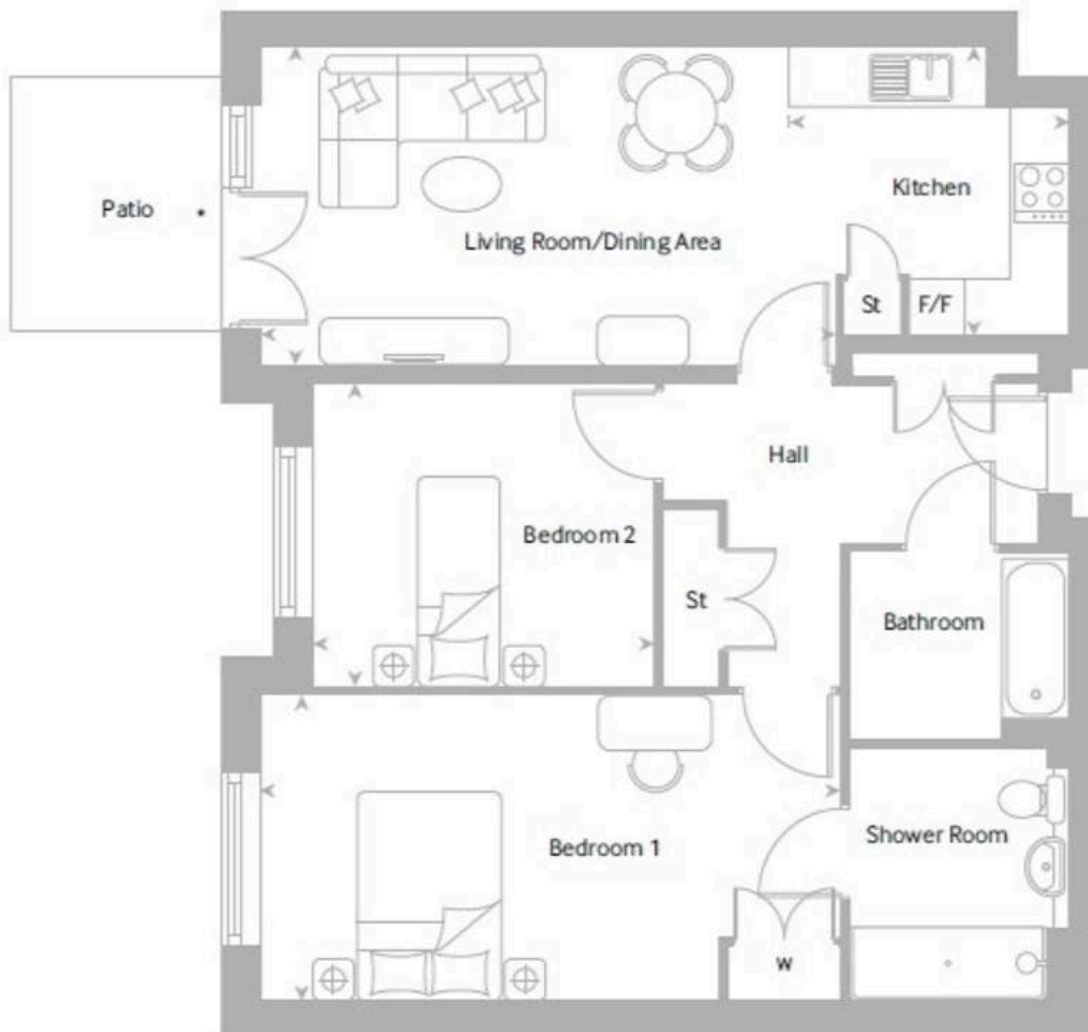 Patio
Living Room/Dining Area
Kitchen
St
F/F
Hall
Bedroom 2
St
Bathroom
Bedroom 1
Shower Room
w